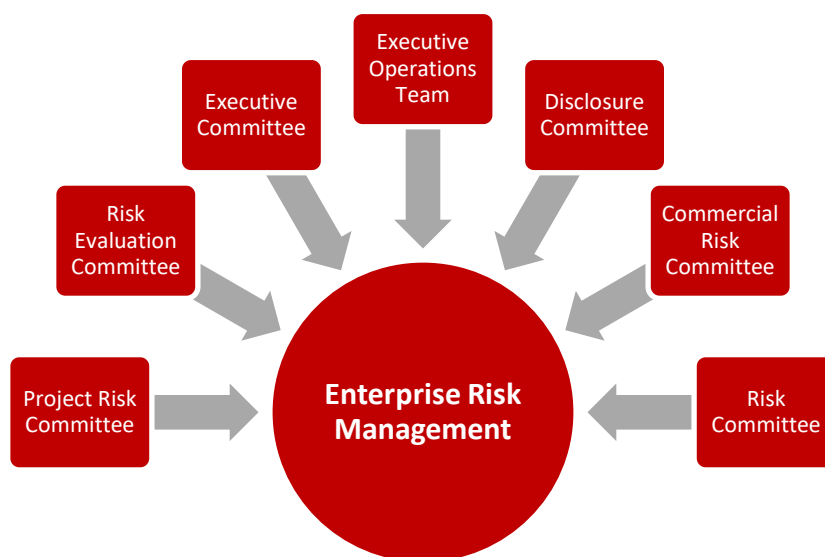 Executive
Operations
Team
Executive
Committee
Disclosure
Committee
Risk
Evaluation
Committee
Commercial
Risk
Committee
Project Risk
Committee
Enterprise Risk
Management
Risk
Committee